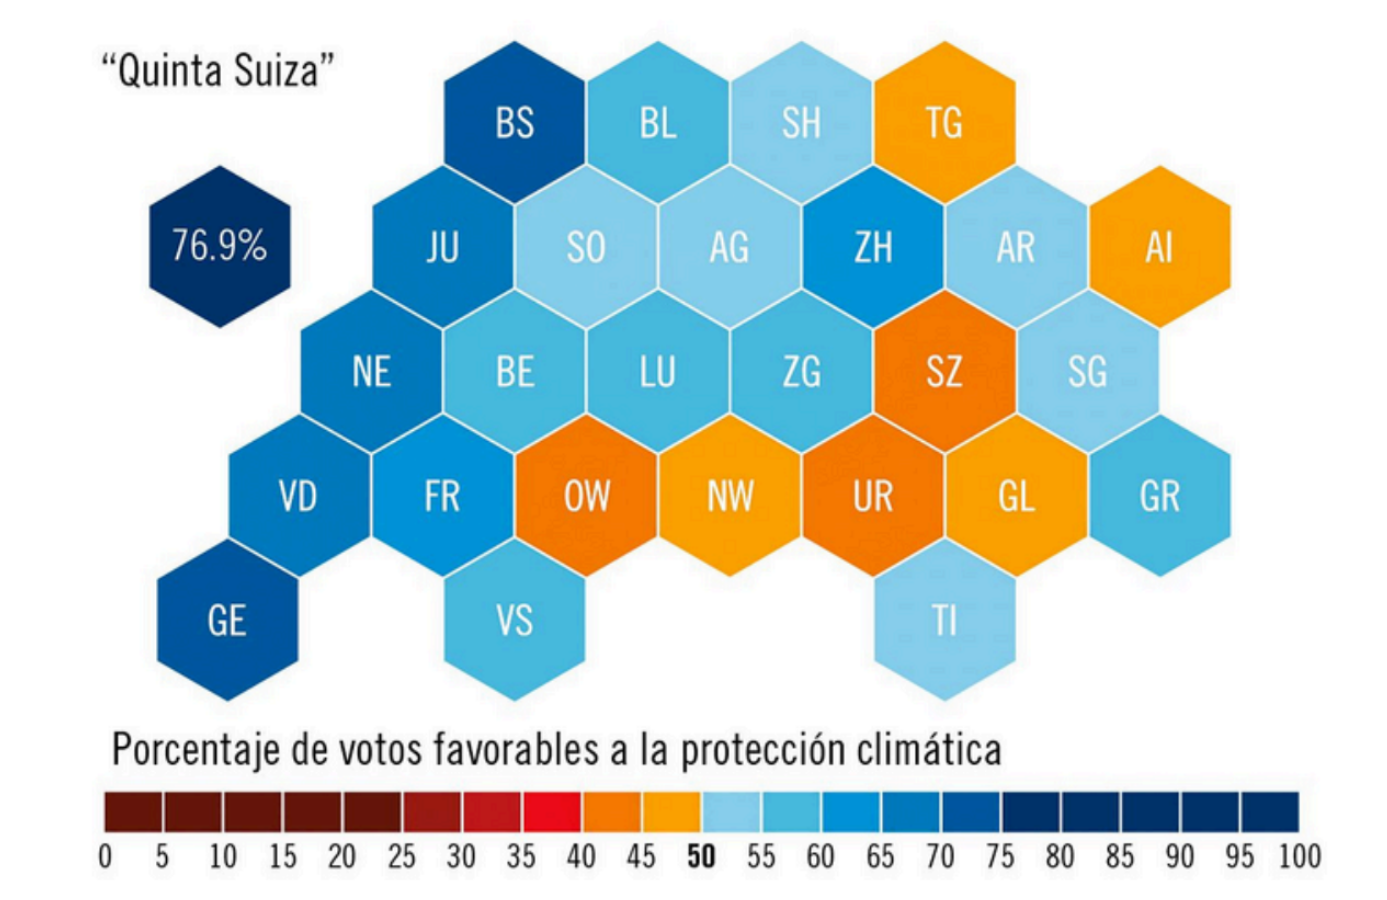 “Quinta Suiza”
BS BL SH TG
76.9% JU SO AG ZH AR AI
NE BE LU ZG SZ SG
VD FR OW NW UR GL GR
GE VS TI
Porcentaje de votos favorables a la protección climática
0 5 10 15 20 25 30 35 40 45 50 55 60 65 70 75 80 85 90 95 100